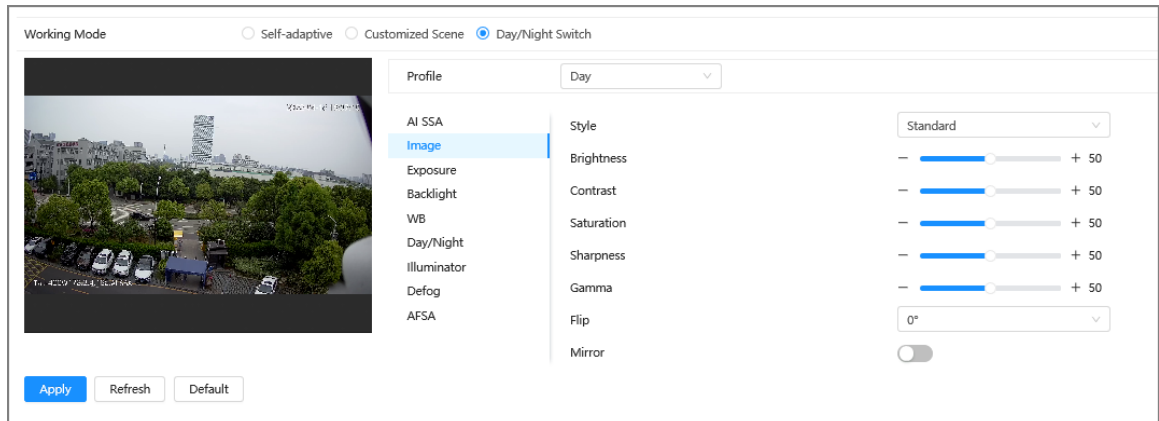 Working Mode Self-adaptive Customized Scene Day/Night Switch
Profile Day
AI SSA
Image
Exposure
Backlight
WB
Day/Night
Illuminator
Defog
AFSA
Style Standard
Brightness − + 50
Contrast − + 50
Saturation − + 50
Sharpness − + 50
Gamma − + 50
Flip 0°
Mirror
Apply Refresh Default